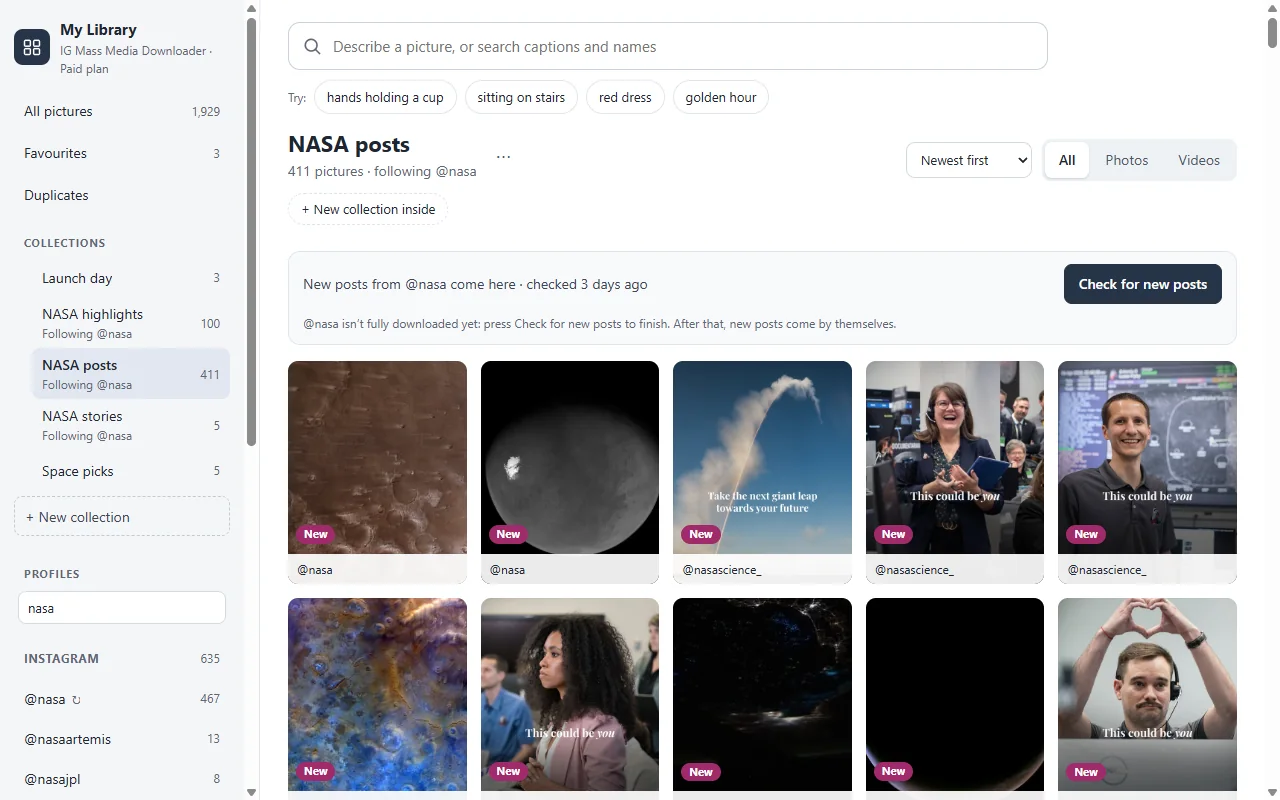 My Library
IG Mass Media Downloader ·
Paid plan
All pictures 1,929
Favourites 3
Duplicates
COLLECTIONS
Launch day 3
NASA highlights
Following @nasa
100
NASA posts
Following @nasa
411
NASA stories
Following @nasa
5
Space picks 5
+ New collection
PROFILES
nasa
INSTAGRAM 635
@nasa ↻ 467
@nasaartemis 13
@nasajpl 8
Describe a picture, or search captions and names
Try: hands holding a cup sitting on stairs red dress golden hour
NASA posts
...
411 pictures · following @nasa
Newest first All Photos Videos
+ New collection inside
New posts from @nasa come here · checked 3 days ago
Check for new posts
@nasa isn't fully downloaded yet: press Check for new posts to finish. After that, new posts come by themselves.
New
@nasa
New
@nasa
Take the next giant leap
towards your future
New
@nasascience_
This could be you
New
@nasascience_
This could be you
New
@nasascience_
New
This could be you
New
New
New
This could be you
New